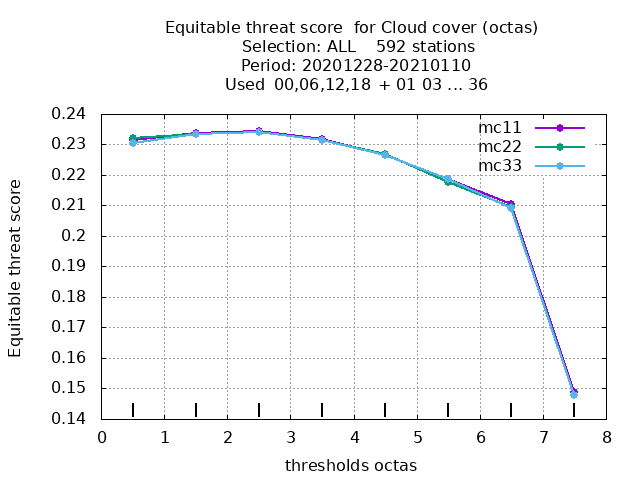 Equitable threat score  for Cloud cover (octas)
Selection: ALL    592 stations
Period: 20201228-20210110
Used  00,06,12,18 + 01 03 ... 36
mc11
mc22
mc33
Equitable threat score
0.24
0.23
0.22
0.21
0.2
0.19
0.18
0.17
0.16
0.15
0.14
0 1 2 3 4 5 6 7 8
thresholds octas